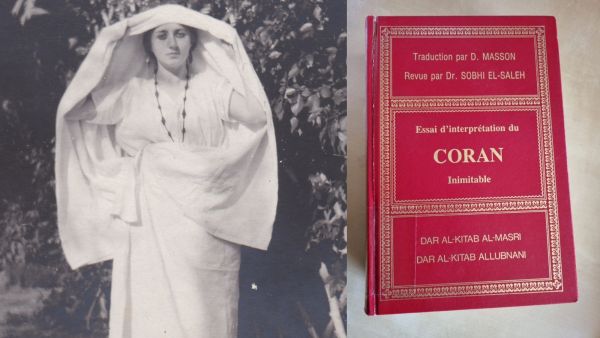 Traduction par D. MASSON
Revue par Dr. SOBHI EL-SALEH
Essai d'interprétation du
CORAN
Inimitable
DAR AL-KITAB AL-MASRI
DAR AL-KITAB ALLUBNANI